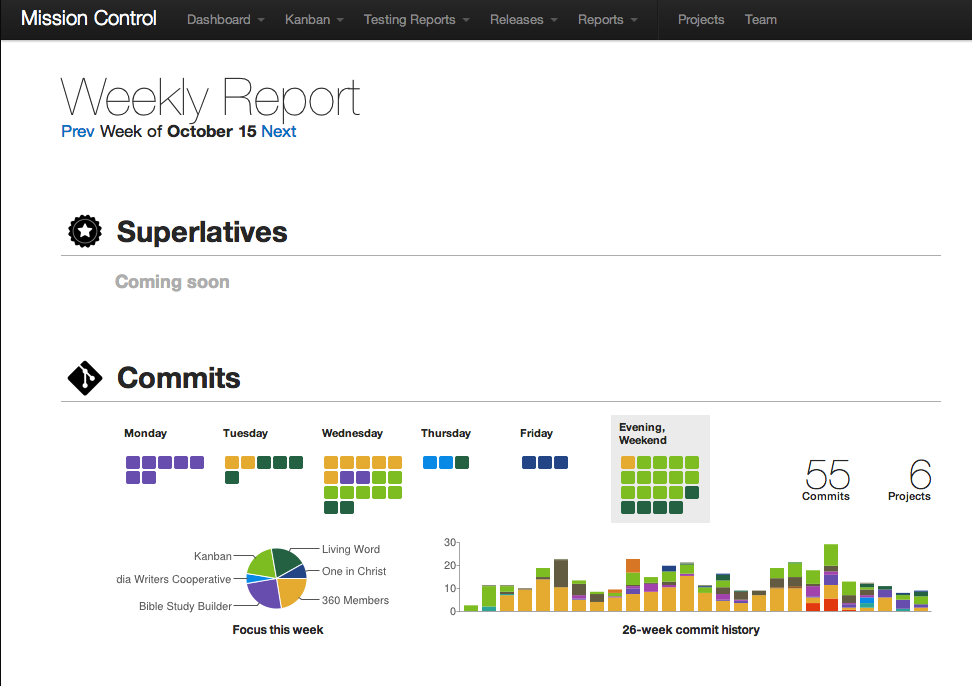 Mission Control Dashboard Kanban Testing Reports Releases Reports Projects Team
Weekly Report
Prev Week of October 15 Next
Superlatives
Coming soon
Commits
Monday Tuesday Wednesday Thursday Friday Evening,
Weekend
55 6
Commits Projects
Kanban
dia Writers Cooperative
Bible Study Builder
Living Word
One in Christ
360 Members
Focus this week
30
20
10
0
26-week commit history